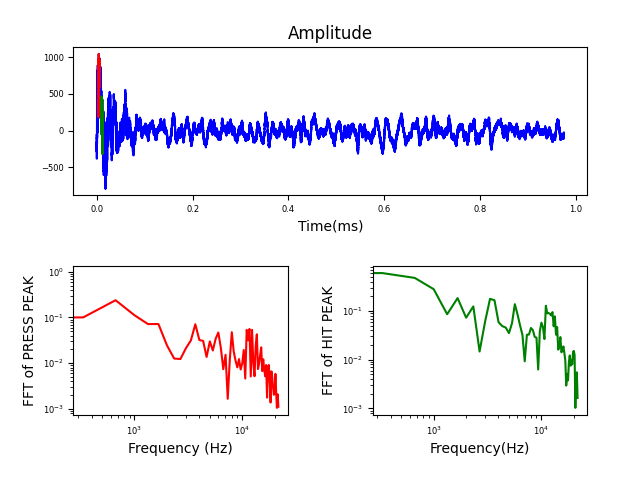 Amplitude
1000
500
0
−500
0.0 0.2 0.4 0.6 0.8 1.0
Time(ms)
FFT of PRESS PEAK
10⁰
10⁻¹
10⁻²
10⁻³
10³ 10⁴
Frequency (Hz)
FFT of HIT PEAK
10⁻¹
10⁻²
10⁻³
10³ 10⁴
Frequency(Hz)